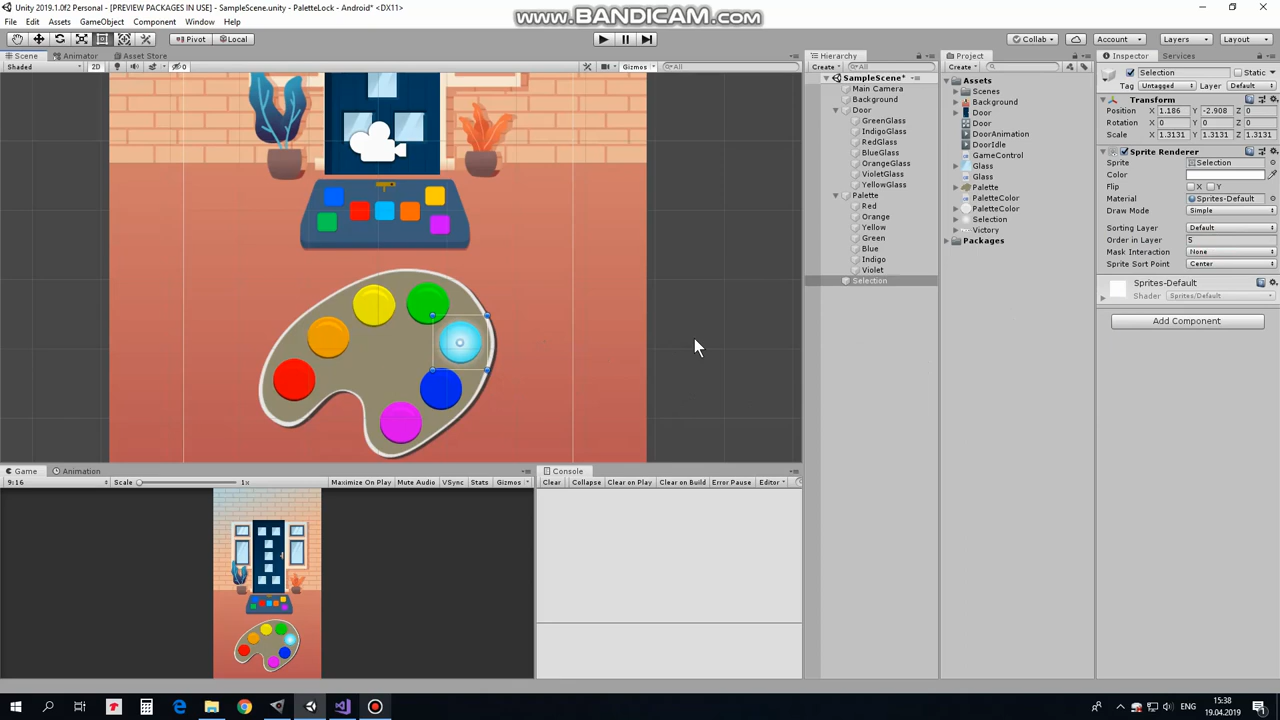 Unity 2019.1.0f2 Personal - [PREVIEW PACKAGES IN USE] - SampleScene.unity - PaletteLock - Android* <DX11>
www.BANDICAM.com
File Edit Assets GameObject Component Window Help
Pivot Local Collab Account Layers Layout
Scene Animator Asset Store
Shaded 2D 0 Gizmos All
Hierarchy
Create All
SampleScene*
Main Camera
Background
Door
GreenGlass
IndigoGlass
RedGlass
BlueGlass
OrangeGlass
VioletGlass
YellowGlass
Palette
Red
Orange
Yellow
Green
Blue
Indigo
Violet
Selection
Project
Create
Assets
Scenes
Background
Door
Door
DoorAnimation
DoorIdle
GameControl
Glass
Glass
Palette
PaletteColor
PaletteColor
Selection
Victory
Packages
Inspector Services
Selection Static
Tag Untagged Layer Default
Transform
Position X 1.186 Y -2.908 Z 0
Rotation X 0 Y 0 Z 0
Scale X 1.3131 Y 1.3131 Z 1.3131
Sprite Renderer
Sprite Selection
Color
Flip X Y
Material Sprites-Default
Draw Mode Simple
Sorting Layer Default
Order in Layer 5
Mask Interaction None
Sprite Sort Point Center
Sprites-Default
Shader Sprites/Default
Add Component
Game Animation
9:16 Scale 1x Maximize On Play Mute Audio VSync Stats Gizmos
Console
Clear Collapse Clear on Play Clear on Build Error Pause Editor
15:38
19.04.2019
1